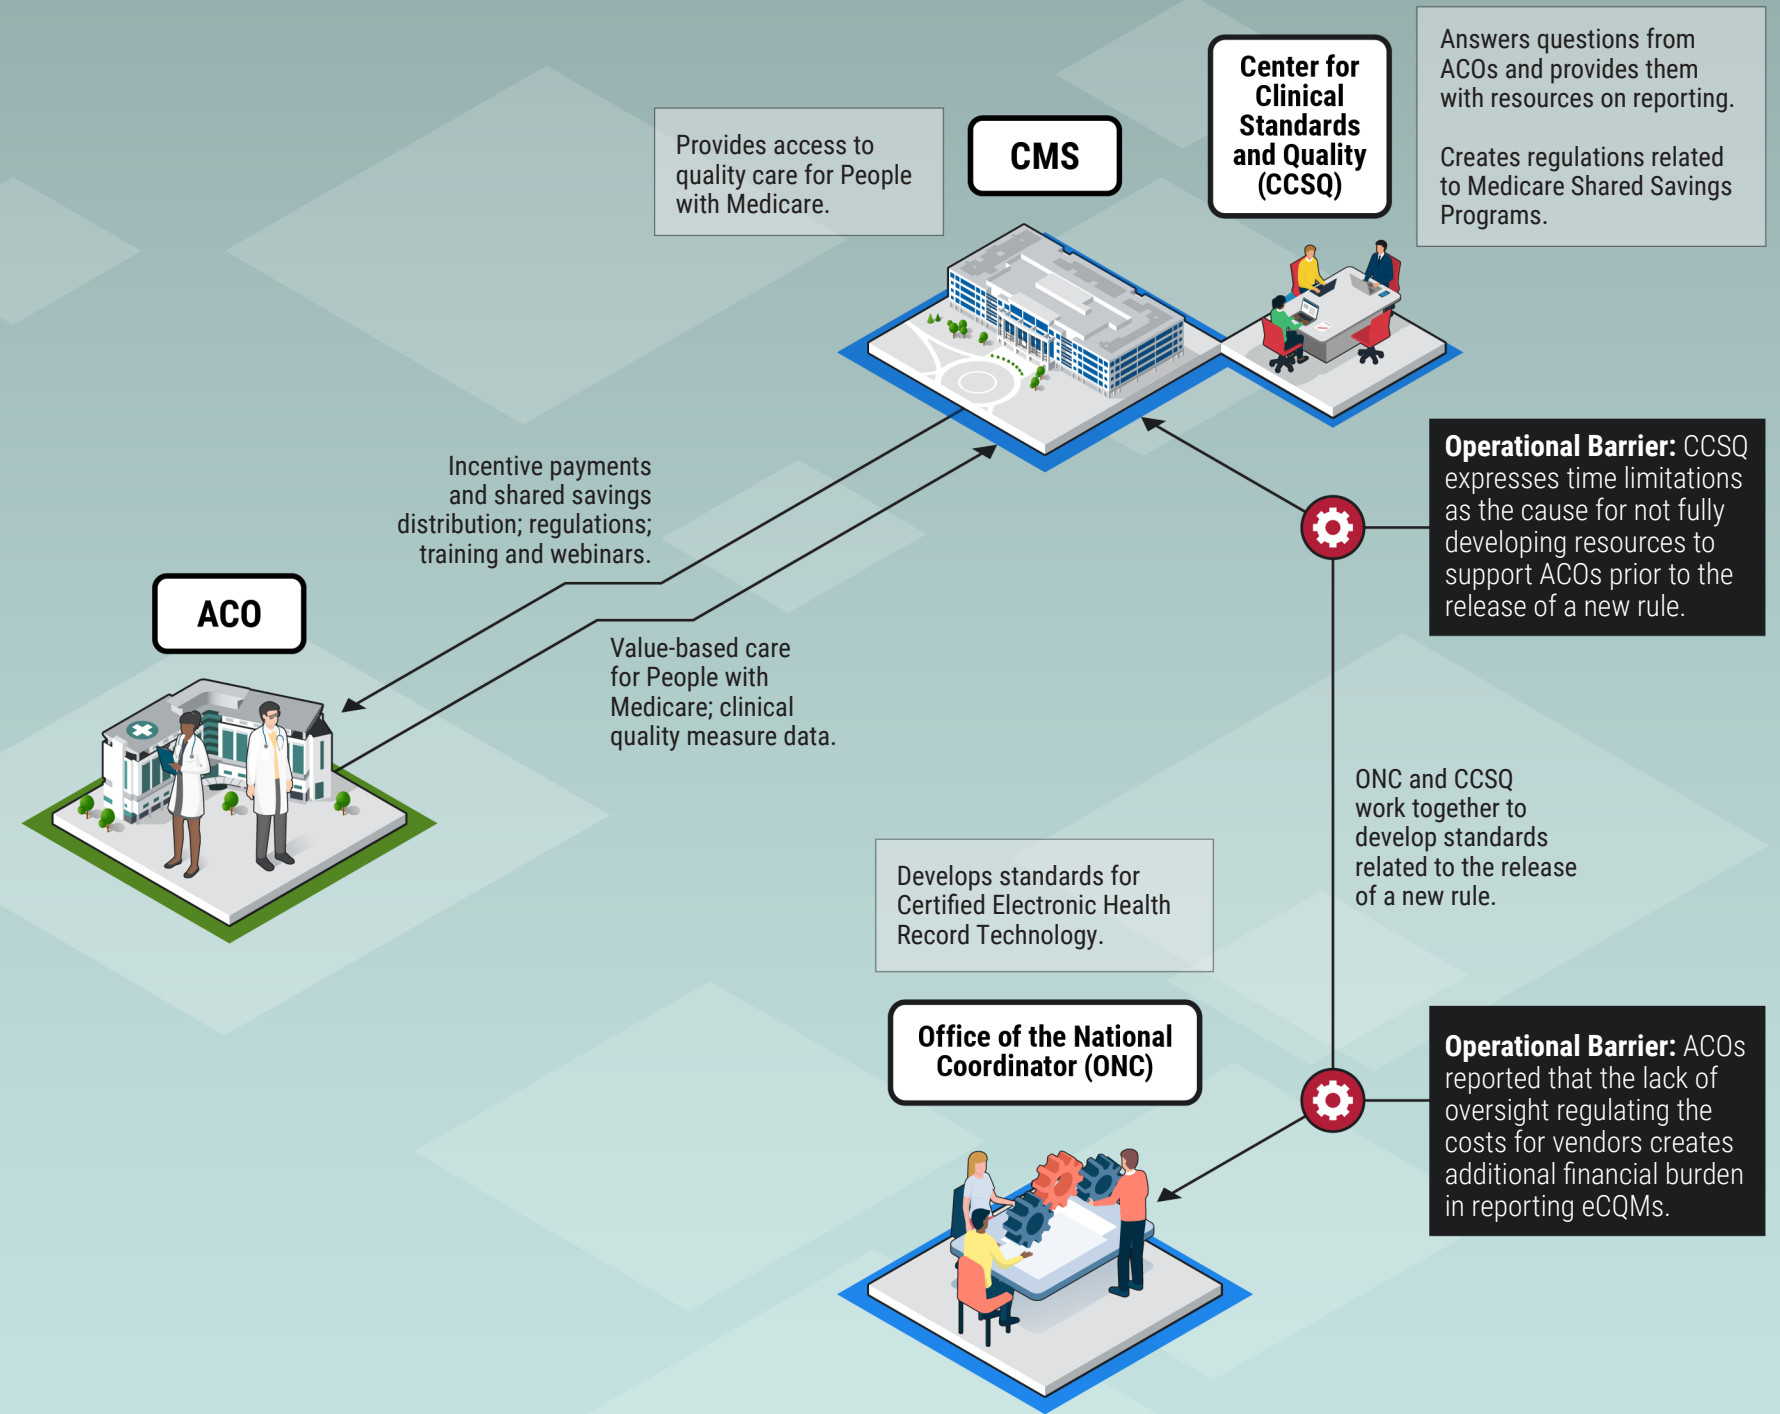 Provides access to
quality care for People
with Medicare.
CMS
Center for
Clinical
Standards
and Quality
(CCSQ)
Answers questions from
ACOs and provides them
with resources on reporting.
Creates regulations related
to Medicare Shared Savings
Programs.
Incentive payments
and shared savings
distribution; regulations;
training and webinars.
Operational Barrier: CCSQ
expresses time limitations
as the cause for not fully
developing resources to
support ACOs prior to the
release of a new rule.
ACO
Value-based care
for People with
Medicare; clinical
quality measure data.
ONC and CCSQ
work together to
develop standards
related to the release
of a new rule.
Develops standards for
Certified Electronic Health
Record Technology.
Office of the National
Coordinator (ONC)
Operational Barrier: ACOs
reported that the lack of
oversight regulating the
costs for vendors creates
additional financial burden
in reporting eCQMs.